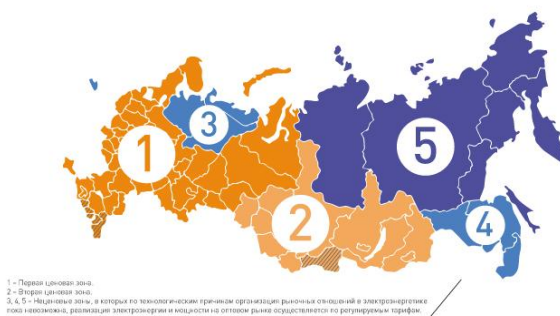 3
1
5
2
4
1 – Первая ценовая зона.
2 – Вторая ценовая зона.
3, 4, 5 – Неценовые зоны, в которых по технологическим причинам организация рыночных отношений в электроэнергетике
пока невозможна, реализация электроэнергии и мощности на оптовом рынке осуществляется по регулируемым тарифам.